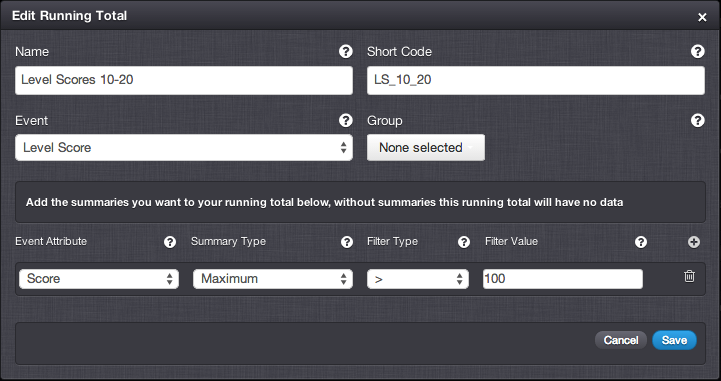 Edit Running Total
Name
Short Code
Level Scores 10-20
LS_10_20
Event
Group
Level Score
None selected
Add the summaries you want to your running total below, without summaries this running total will have no data
Event Attribute
Summary Type
Filter Type
Filter Value
Score
Maximum
>
100
Cancel
Save